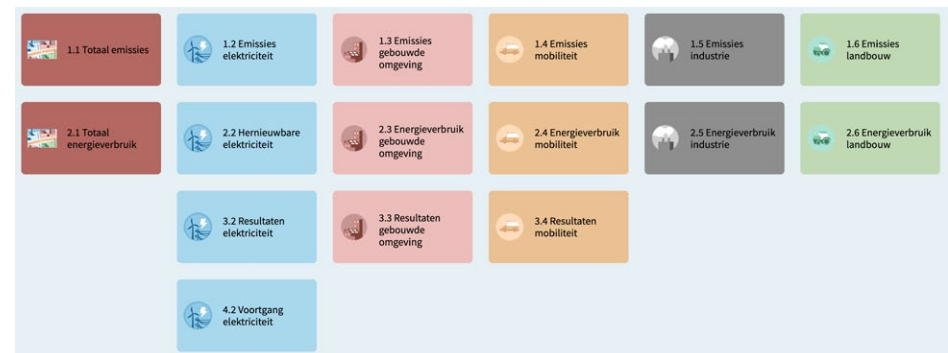 1.1 Totaal emissies
1.2 Emissies
elektriciteit
1.3 Emissies
gebouwde
omgeving
1.4 Emissies
mobiliteit
1.5 Emissies
industrie
1.6 Emissies
landbouw
2.1 Totaal
energieverbruik
2.2 Hernieuwbare
elektriciteit
2.3 Energieverbruik
gebouwde
omgeving
2.4 Energieverbruik
mobiliteit
2.5 Energieverbruik
industrie
2.6 Energieverbruik
landbouw
3.2 Resultaten
elektriciteit
3.3 Resultaten
gebouwde
omgeving
3.4 Resultaten
mobiliteit
4.2 Voortgang
elektriciteit